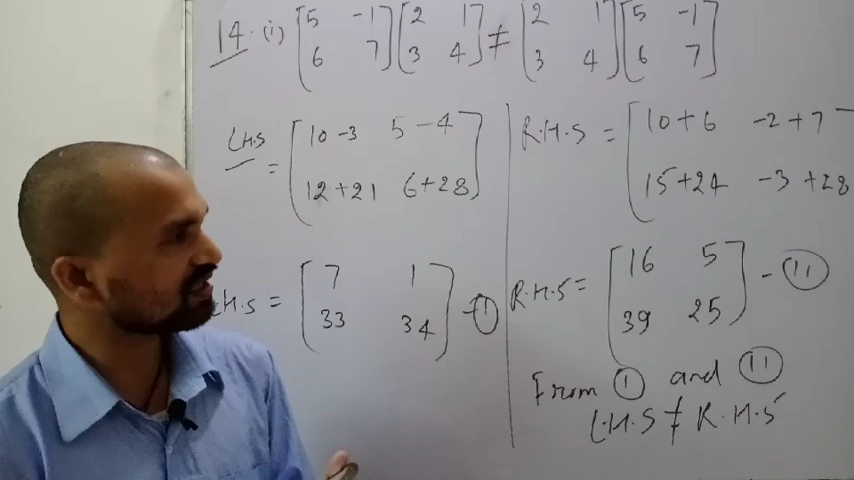 14. (i) [5 -1 [2 1 ≠ [2 1 [5 -1
6 7] 3 4] 3 4] 6 7]
L.H.S = [10-3 5-4
12+21 6+28]
L.H.S = [7 1
33 34] - (I)
R.H.S = [10+6 -2+7
15+24 -3+28
R.H.S = [16 5
39 25] - (II)
From (I) and (II)
L.H.S ≠ R.H.S